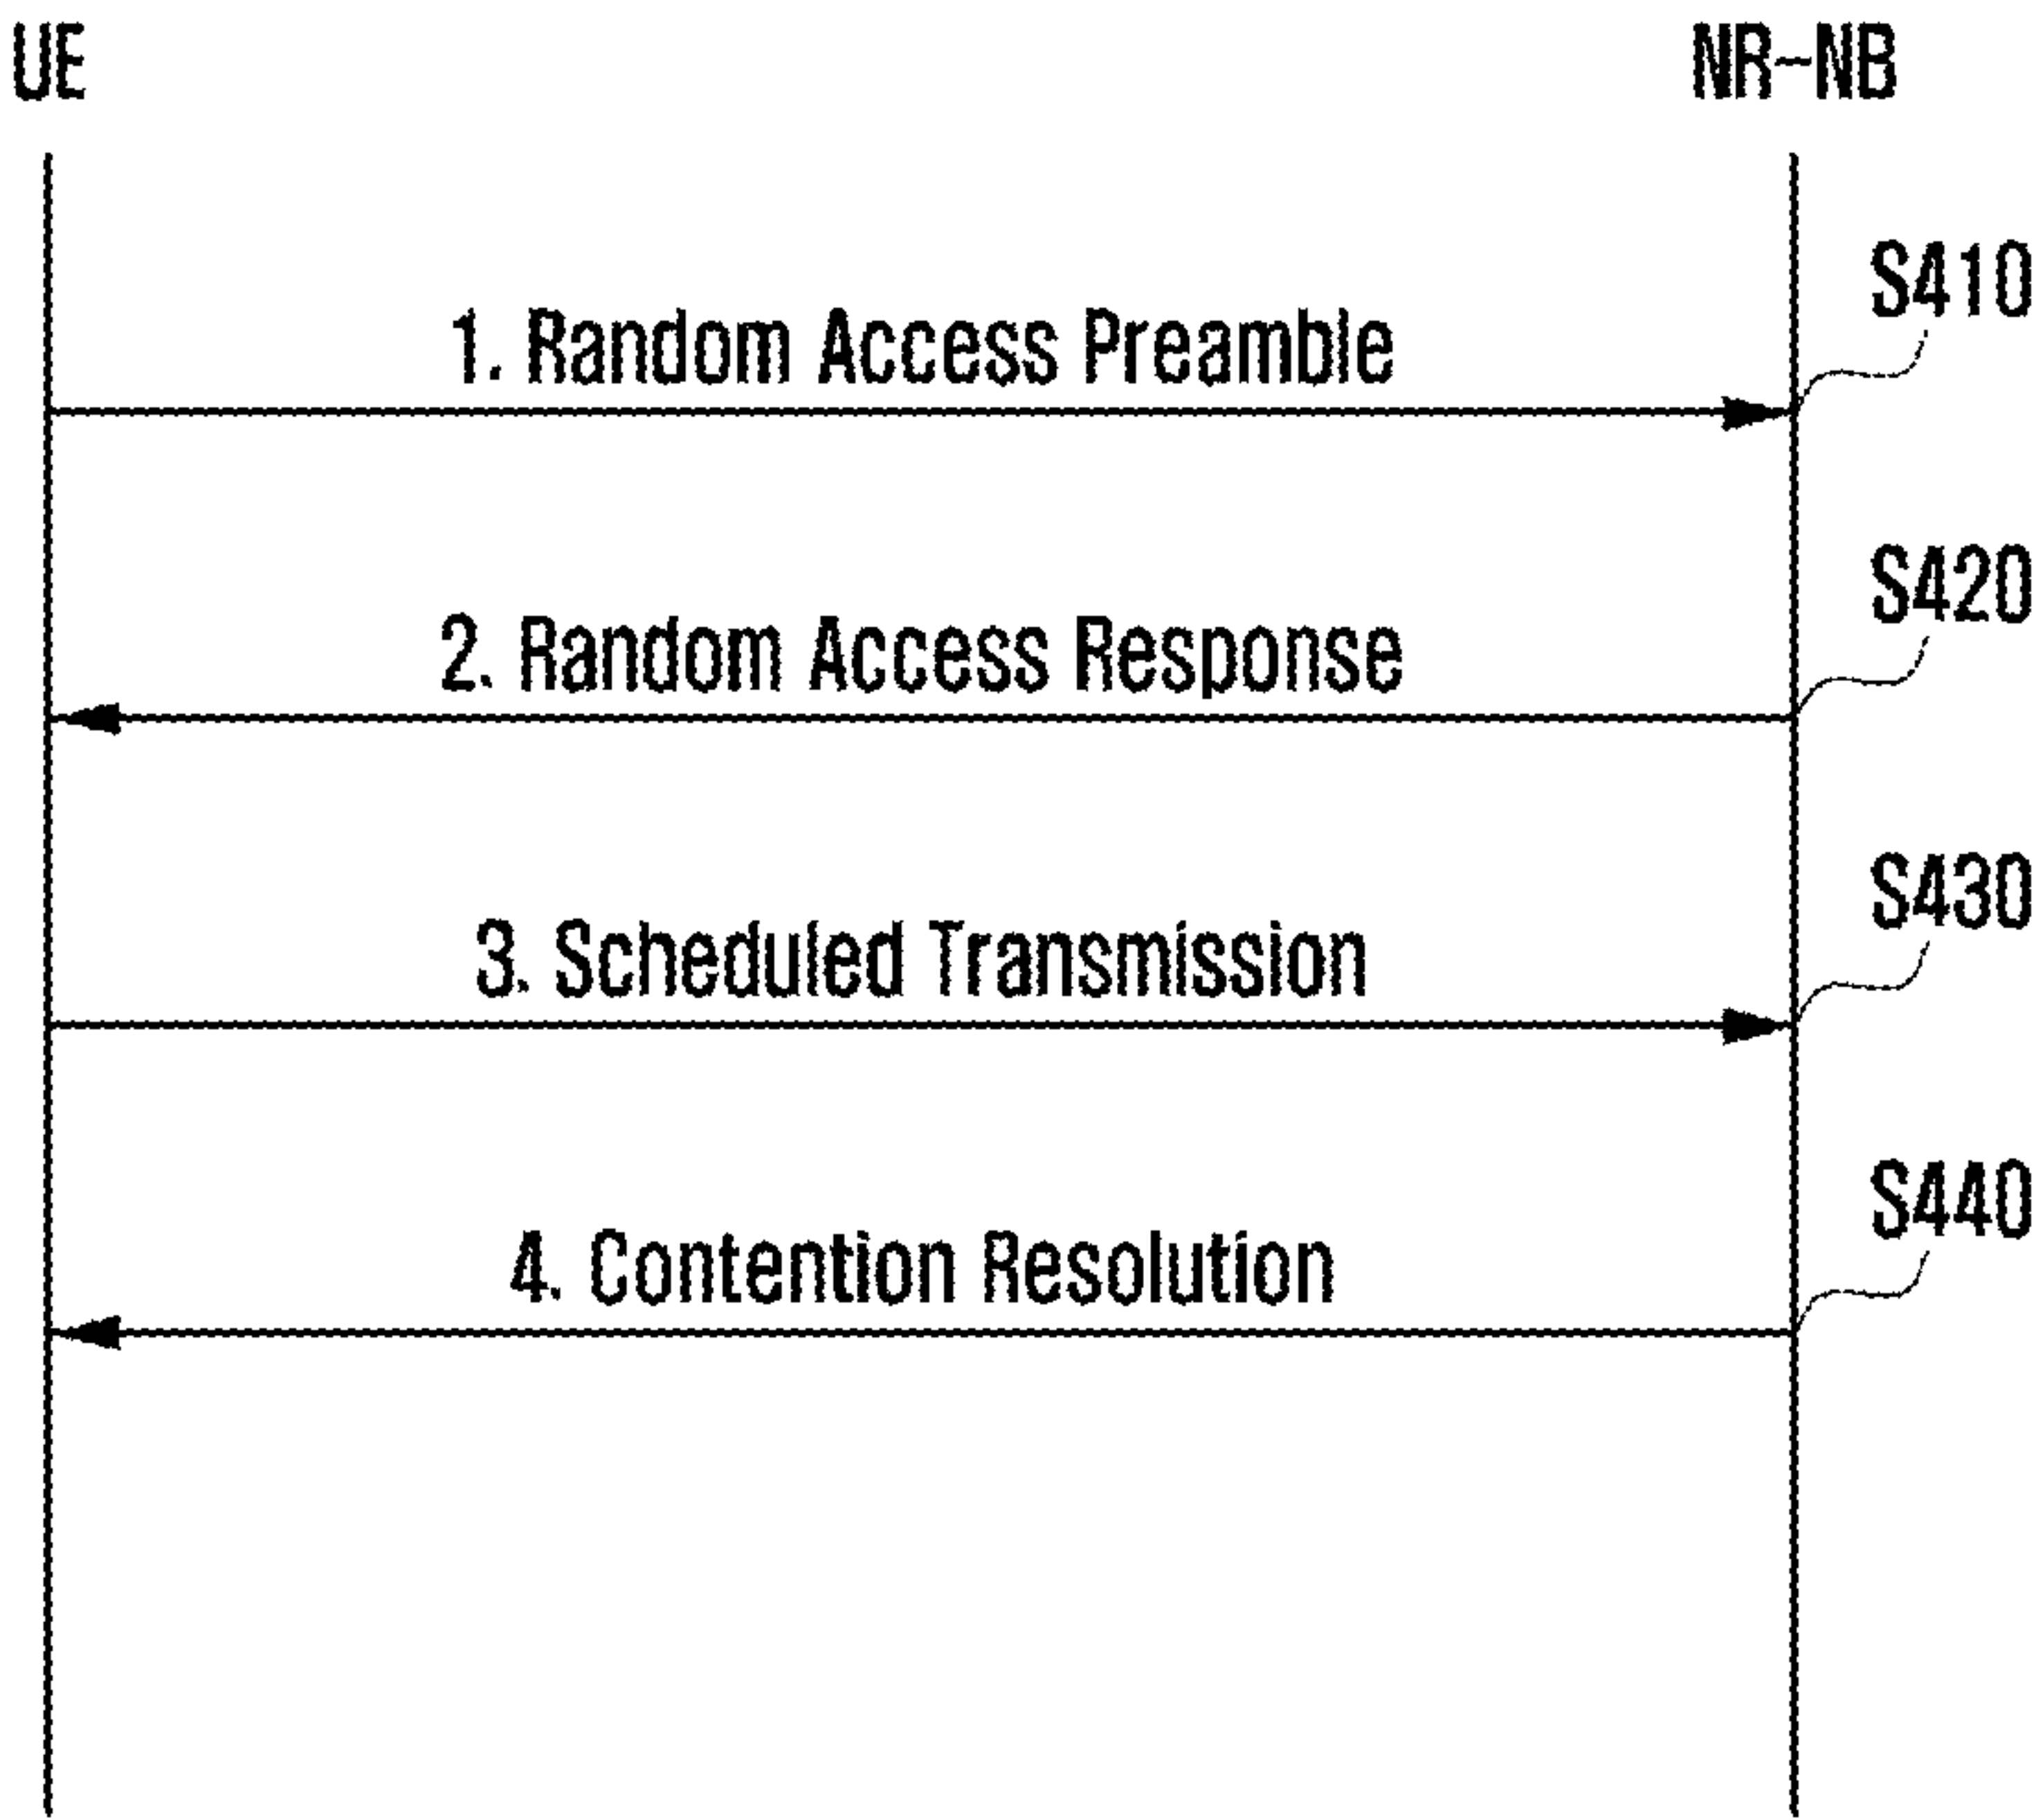 UE NR-NB
S410
1. Random Access Preamble
S420
2. Random Access Response
S430
3. Scheduled Transmission
S440
4. Contention Resolution